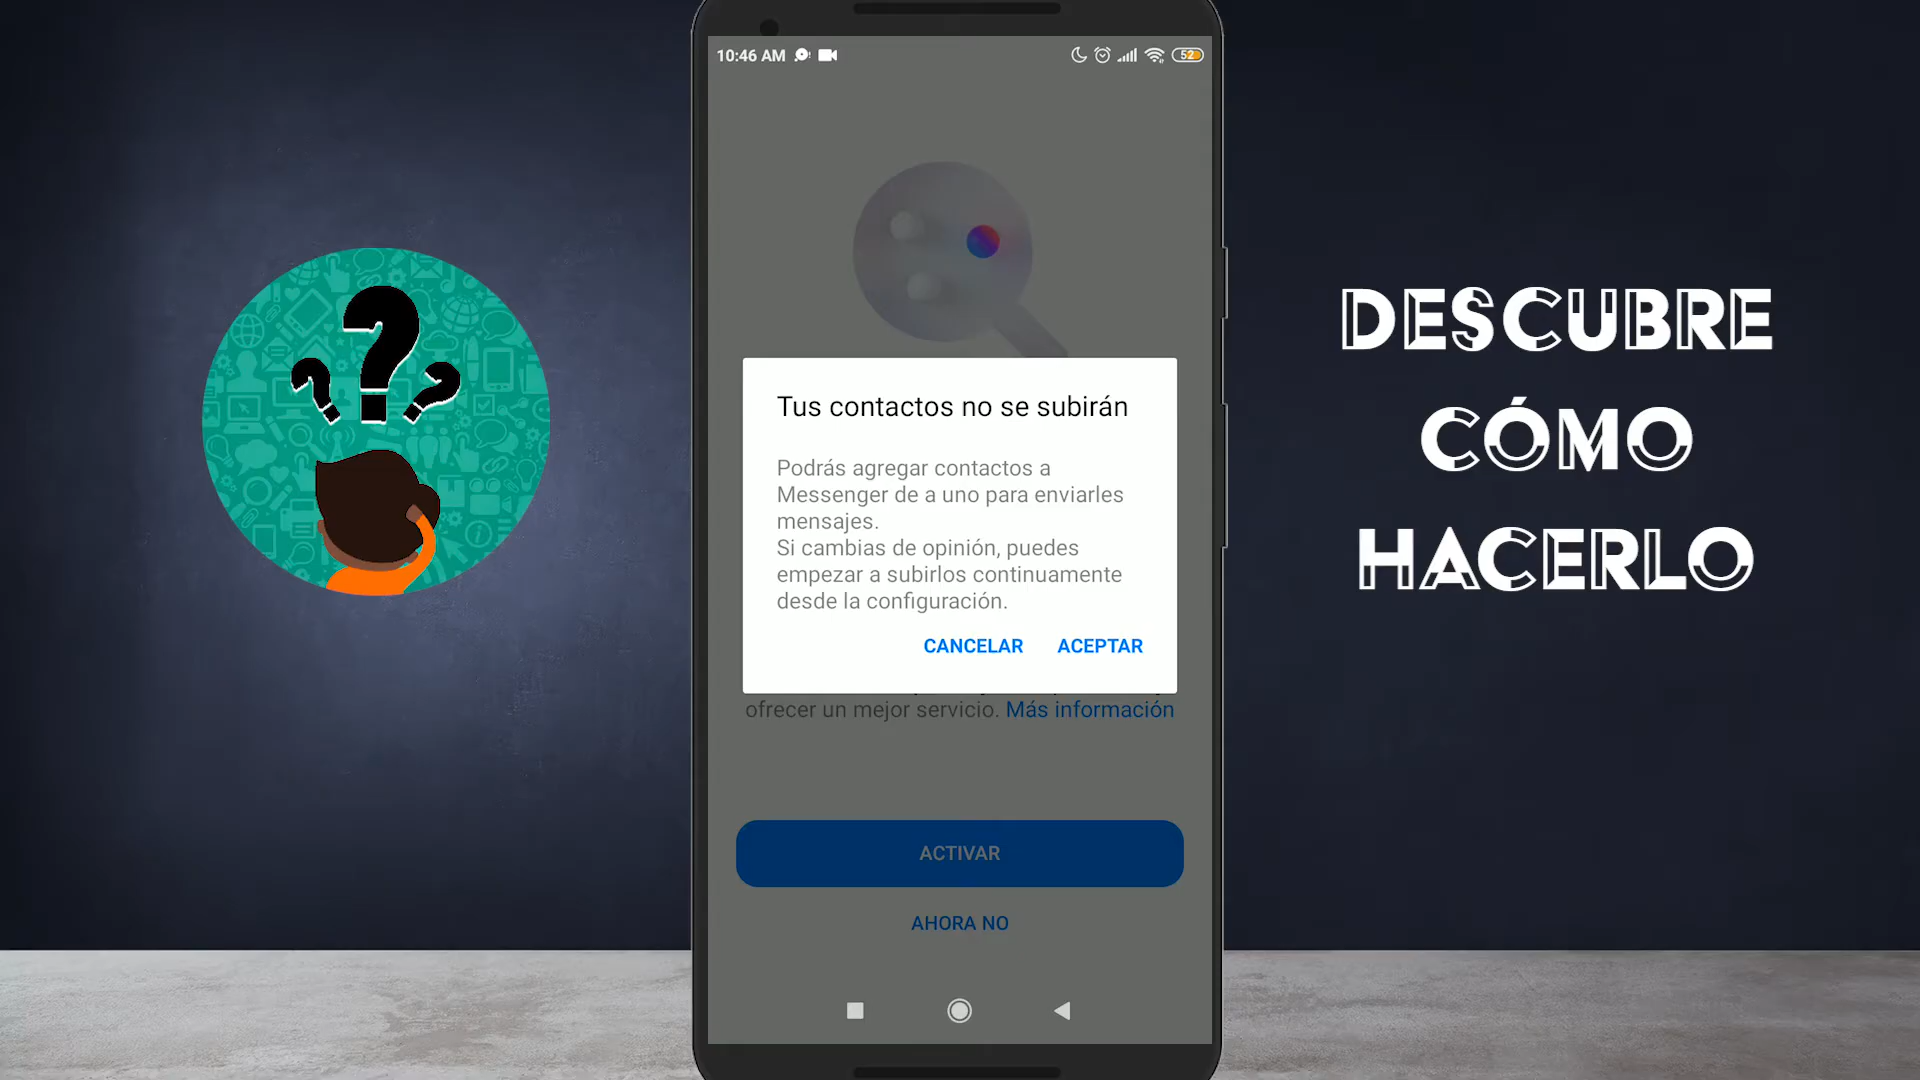 10:46 AM
52
Tus contactos no se subirán
Podrás agregar contactos a
Messenger de a uno para enviarles
mensajes.
Si cambias de opinión, puedes
empezar a subirlos continuamente
desde la configuración.
CANCELAR ACEPTAR
ofrecer un mejor servicio. Más información
ACTIVAR
AHORA NO
DESCUBRE
CÓMO
HACERLO